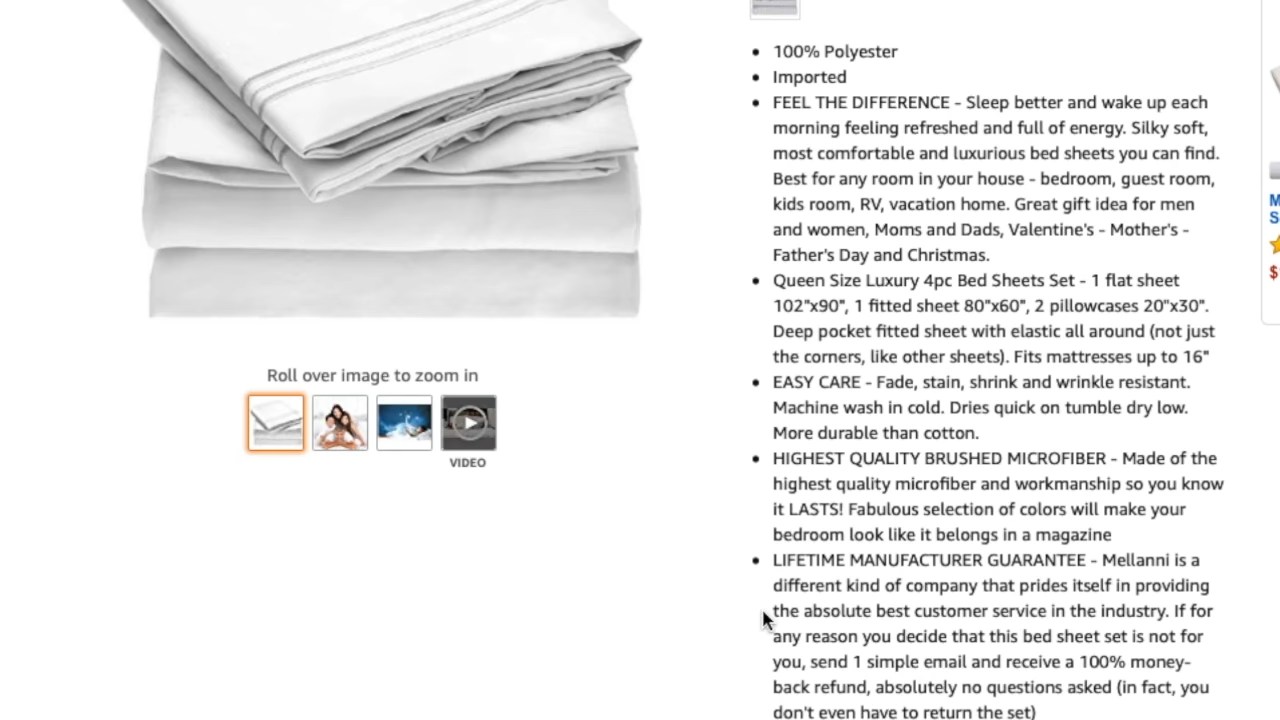 100% Polyester
Imported
FEEL THE DIFFERENCE - Sleep better and wake up each
morning feeling refreshed and full of energy. Silky soft,
most comfortable and luxurious bed sheets you can find.
Best for any room in your house - bedroom, guest room,
kids room, RV, vacation home. Great gift idea for men
and women, Moms and Dads, Valentine's - Mother's -
Father's Day and Christmas.
Queen Size Luxury 4pc Bed Sheets Set - 1 flat sheet
102"x90", 1 fitted sheet 80"x60", 2 pillowcases 20"x30".
Deep pocket fitted sheet with elastic all around (not just
the corners, like other sheets). Fits mattresses up to 16"
EASY CARE - Fade, stain, shrink and wrinkle resistant.
Machine wash in cold. Dries quick on tumble dry low.
More durable than cotton.
HIGHEST QUALITY BRUSHED MICROFIBER - Made of the
highest quality microfiber and workmanship so you know
it LASTS! Fabulous selection of colors will make your
bedroom look like it belongs in a magazine
LIFETIME MANUFACTURER GUARANTEE - Mellanni is a
different kind of company that prides itself in providing
the absolute best customer service in the industry. If for
any reason you decide that this bed sheet set is not for
you, send 1 simple email and receive a 100% money-
back refund, absolutely no questions asked (in fact, you
don't even have to return the set)
Roll over image to zoom in
VIDEO
$